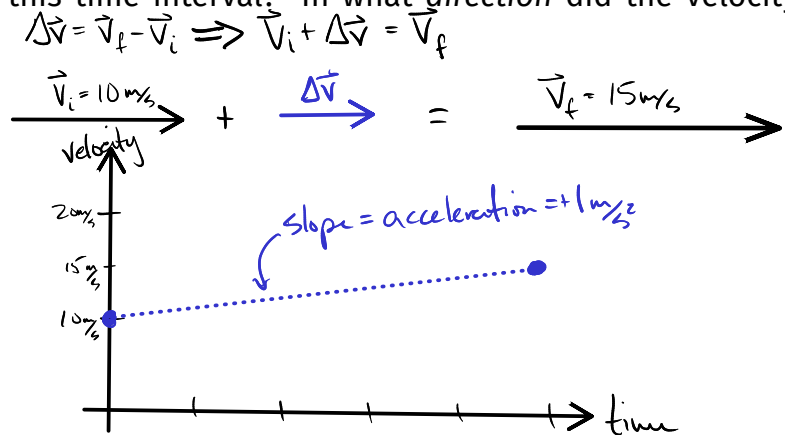 this time interval? In what direction did the velocity
Δv⃗ = v⃗f - v⃗i ⟹ v⃗i + Δv⃗ = v⃗f
v⃗i = 10 m/s + Δv⃗ = v⃗f = 15 m/s
velocity
20 m/s
slope = acceleration = +1 m/s²
15 m/s
10 m/s
time